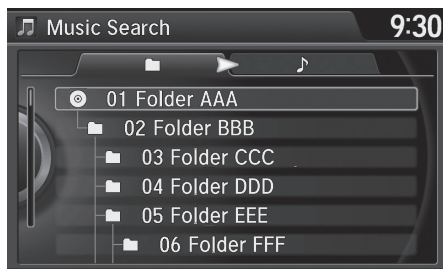 Music Search
9:30
01 Folder AAA
02 Folder BBB
03 Folder CCC
04 Folder DDD
05 Folder EEE
06 Folder FFF